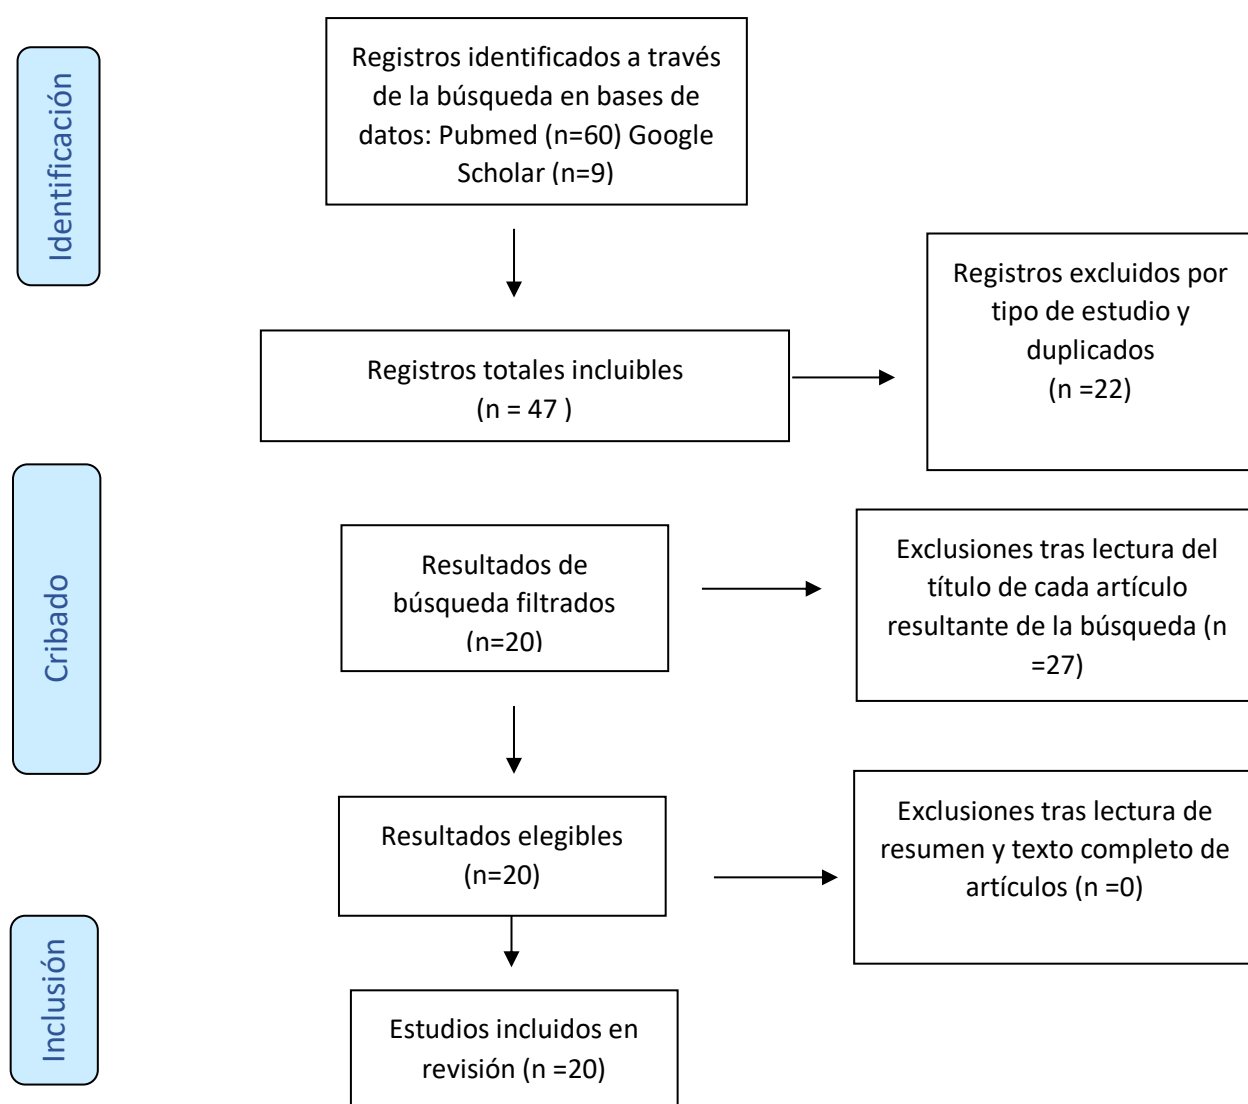 Identificación
Registros identificados a través
de la búsqueda en bases de
datos: Pubmed (n=60) Google
Scholar (n=9)
Registros excluidos por
tipo de estudio y
duplicados
(n =22)
Registros totales incluibles
(n = 47 )
Cribado
Resultados de
búsqueda filtrados
(n=20)
Exclusiones tras lectura del
título de cada artículo
resultante de la búsqueda (n
=27)
Resultados elegibles
(n=20)
Exclusiones tras lectura de
resumen y texto completo de
artículos (n =0)
Inclusión
Estudios incluidos en
revisión (n =20)